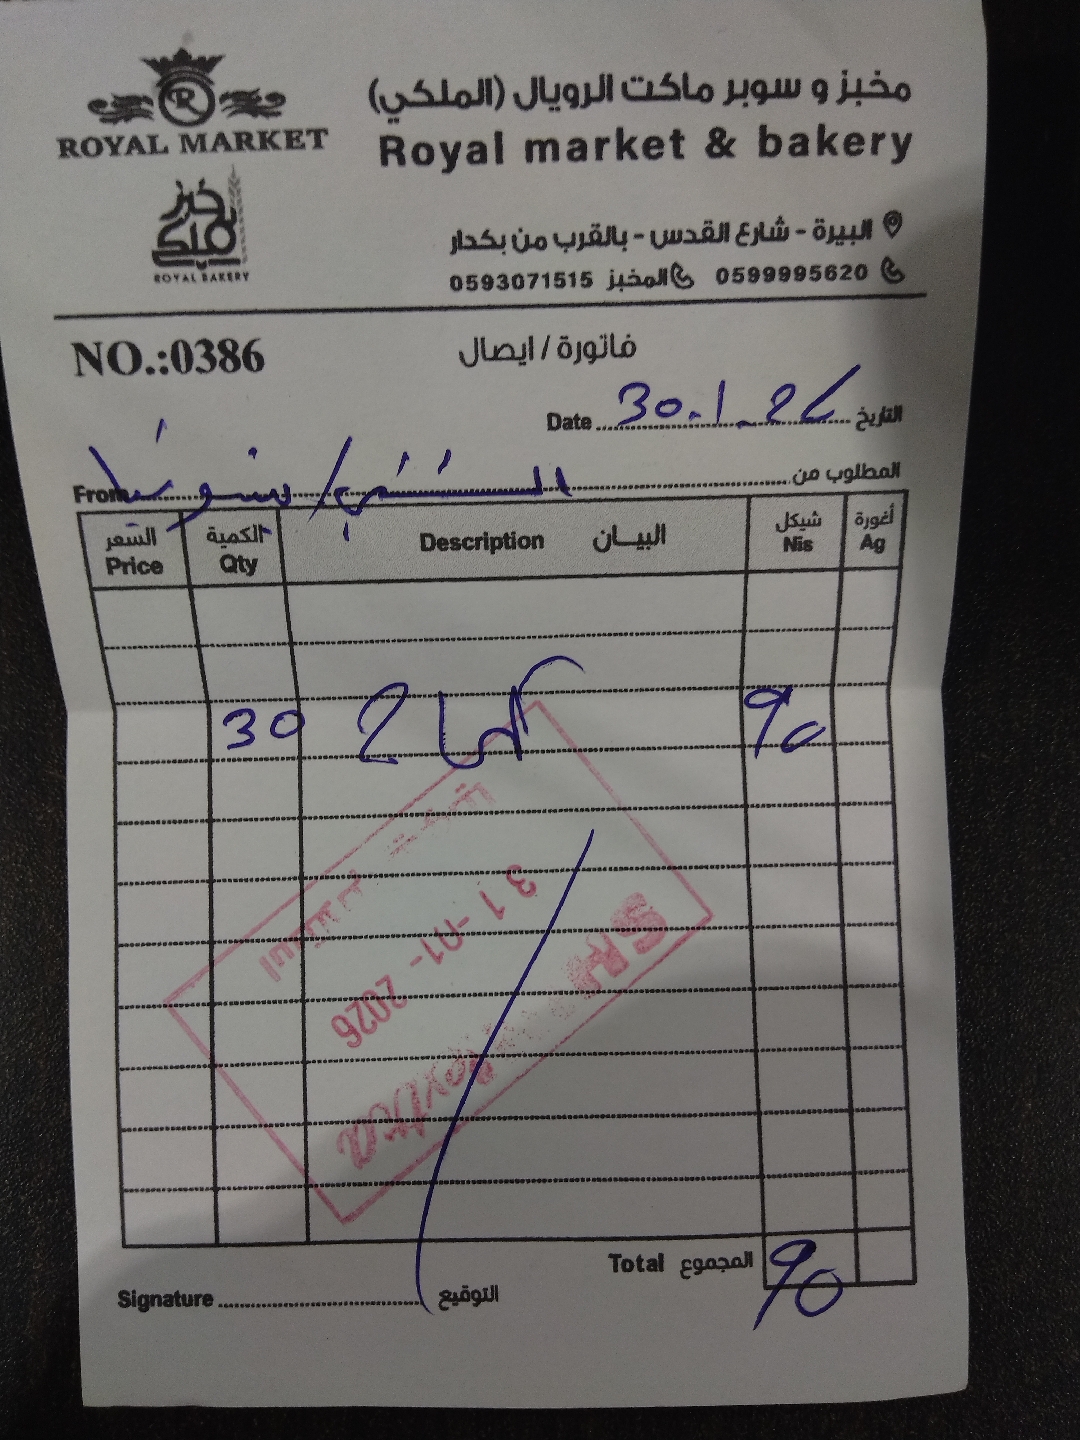 ROYAL MARKET
خبز ملكي
ROYAL BAKERY
مخبز و سوبر ماكت الرويال (الملكي)
Royal market & bakery
البيرة - شارع القدس - بالقرب من بكدار
0599995620 المخبز 0593071515
NO.:0386
فاتورة / ايصال
Date 30.1.26 التاريخ
From المطلوب من
السعر Price الكمية Qty Description البيان شيكل Nis أغورة Ag
30 90
31-01-2026
Total المجموع 90
Signature التوقيع